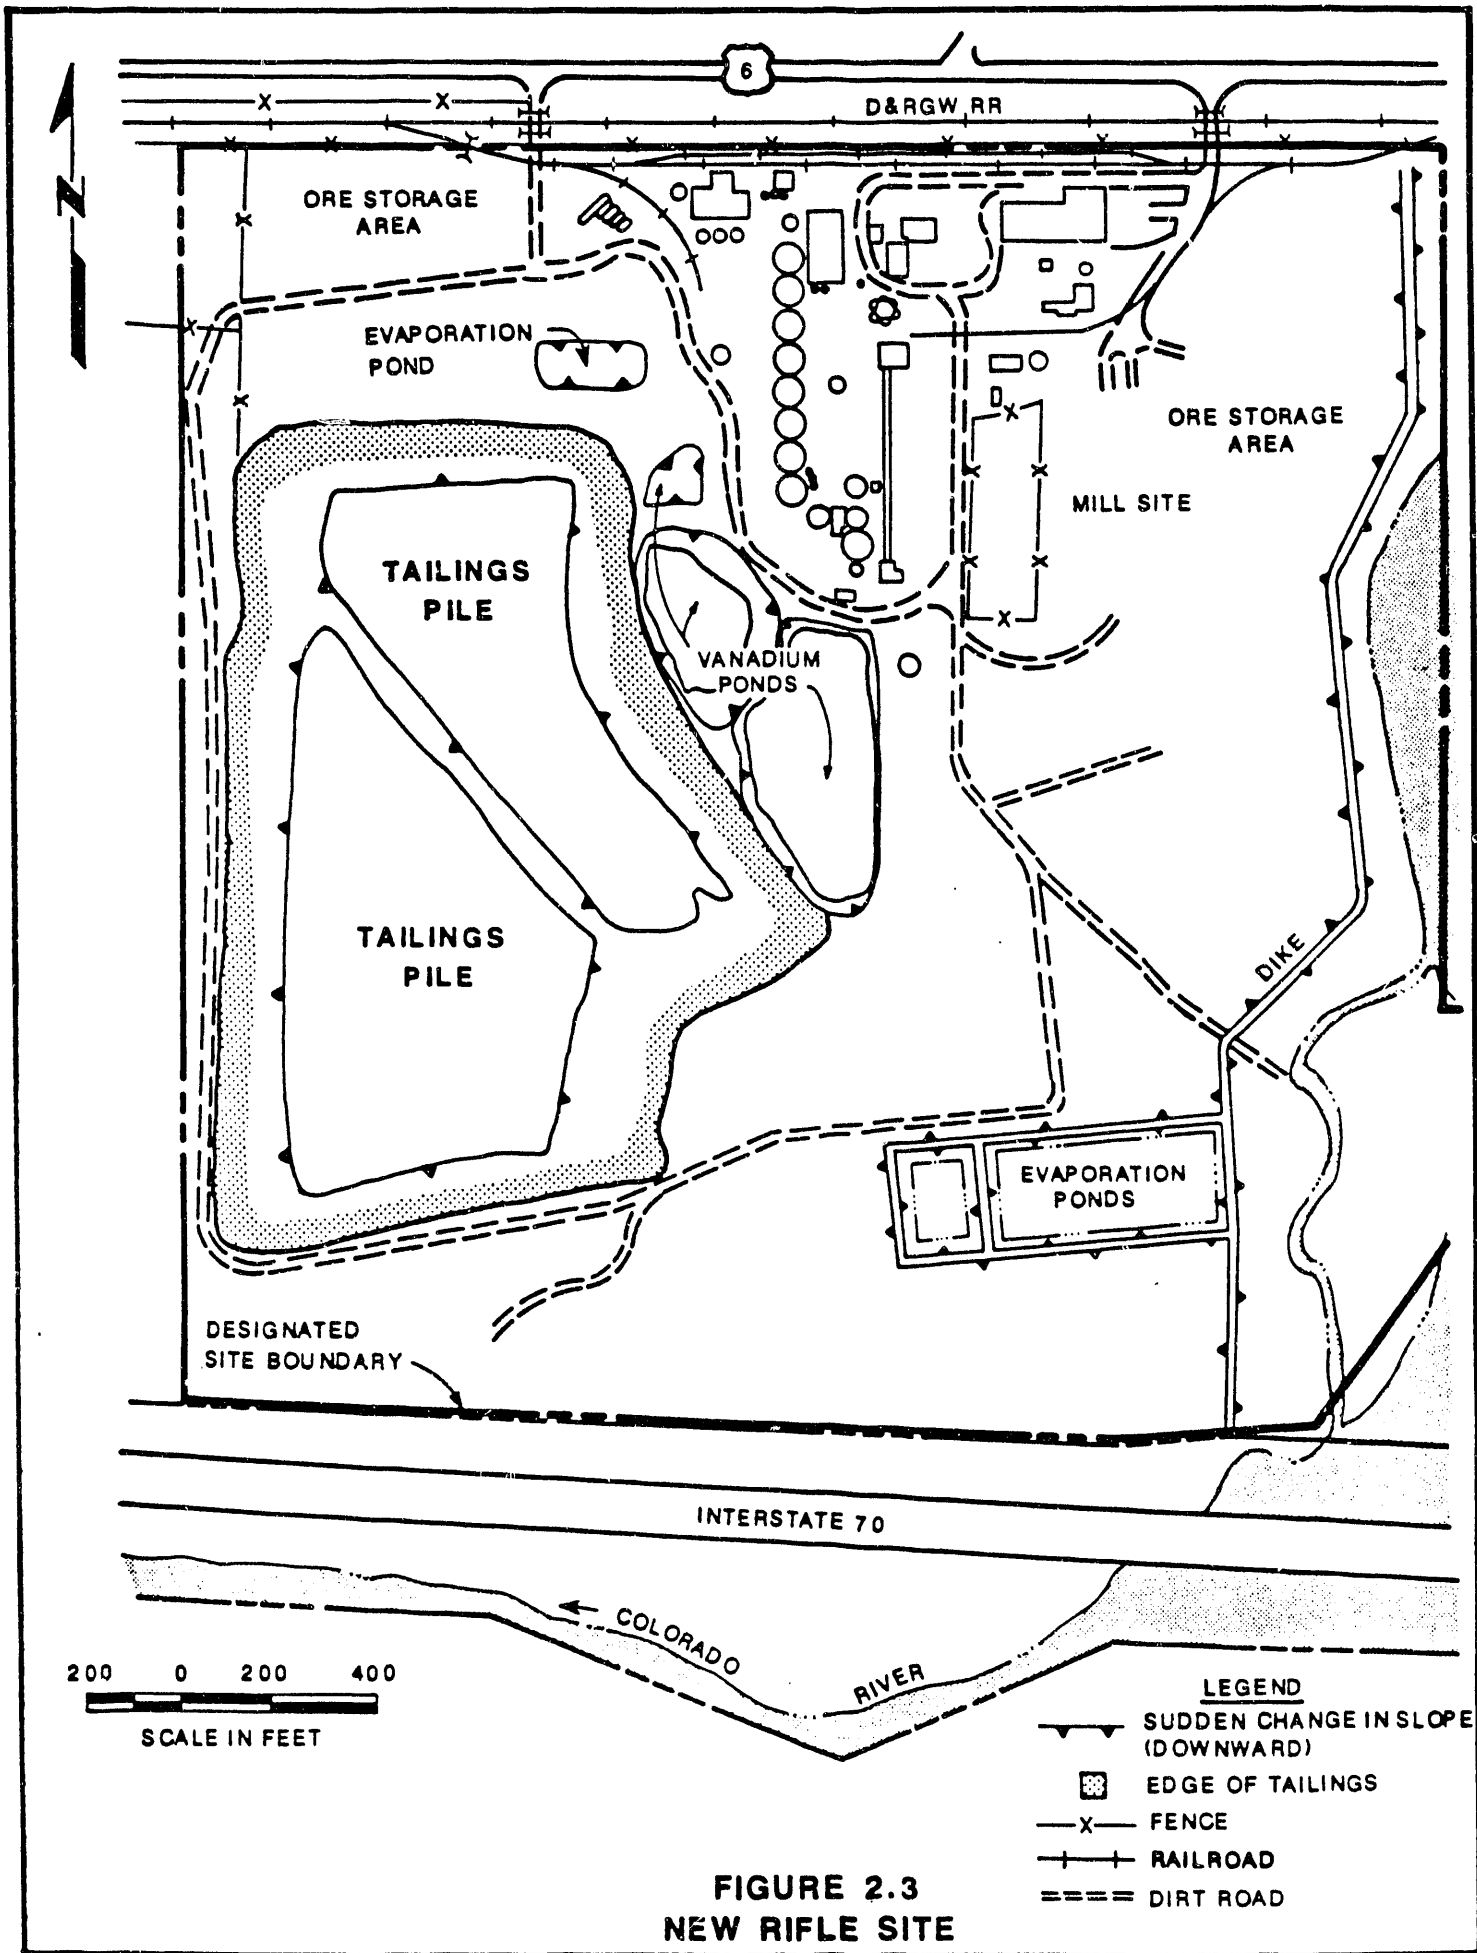 6
D&RGW RR
N
ORE STORAGE
AREA
EVAPORATION
POND
ORE STORAGE
AREA
MILL SITE
TAILINGS
PILE
VANADIUM
PONDS
TAILINGS
PILE
DIKE
EVAPORATION
PONDS
DESIGNATED
SITE BOUNDARY
INTERSTATE 70
COLORADO
RIVER
200 0 200 400
SCALE IN FEET
LEGEND
SUDDEN CHANGE IN SLOPE
(DOWNWARD)
EDGE OF TAILINGS
FENCE
RAILROAD
DIRT ROAD
FIGURE 2.3
NEW RIFLE SITE